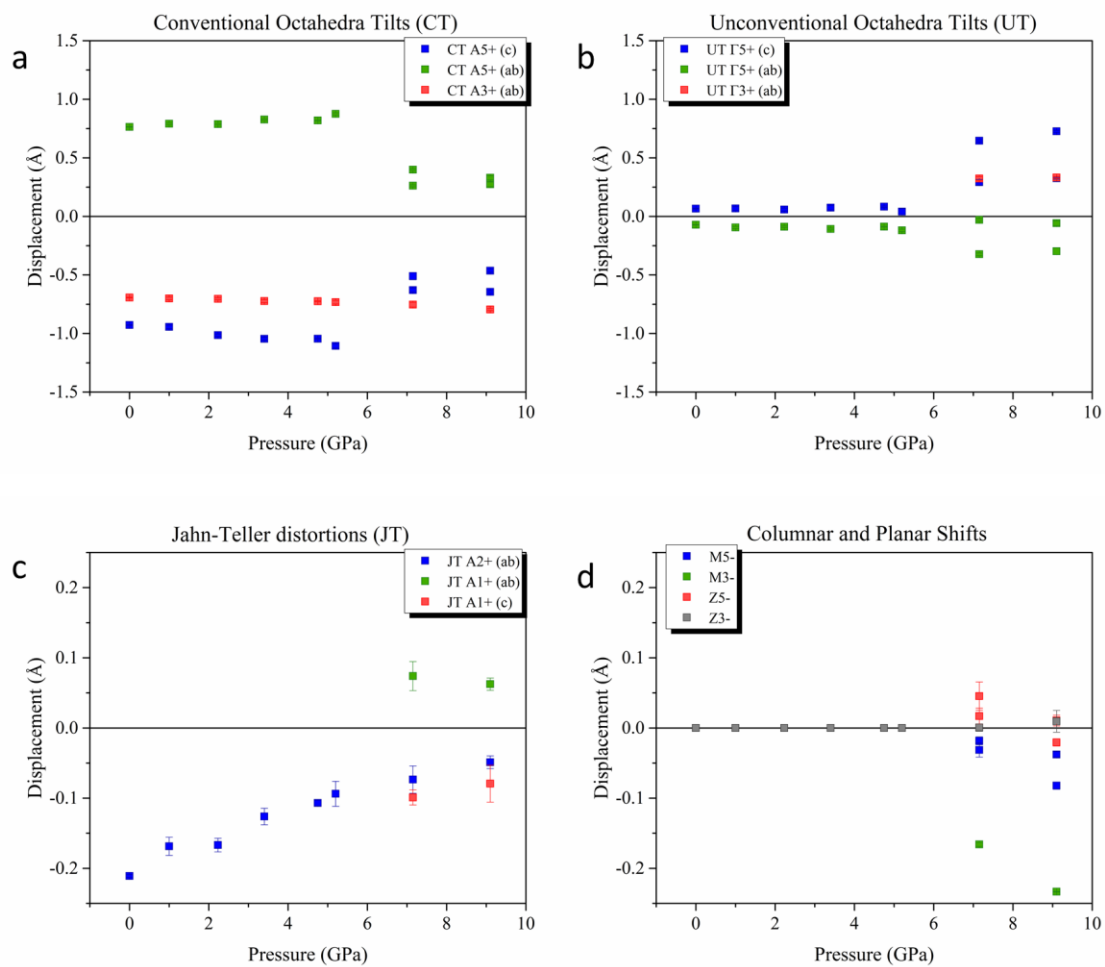 Conventional Octahedra Tilts (CT)
a
CT A5+ (c)
CT A5+ (ab)
CT A3+ (ab)
1.5
1.0
0.5
0.0
-0.5
-1.0
-1.5
Displacement (Å)
0 2 4 6 8 10
Pressure (GPa)
Unconventional Octahedra Tilts (UT)
b
UT Γ5+ (c)
UT Γ5+ (ab)
UT Γ3+ (ab)
1.5
1.0
0.5
0.0
-0.5
-1.0
-1.5
Displacement (Å)
0 2 4 6 8 10
Pressure (GPa)
Jahn-Teller distortions (JT)
c
JT A2+ (ab)
JT A1+ (ab)
JT A1+ (c)
0.2
0.1
0.0
-0.1
-0.2
Displacement (Å)
0 2 4 6 8 10
Pressure (GPa)
Columnar and Planar Shifts
d
M5-
M3-
Z5-
Z3-
0.2
0.1
0.0
-0.1
-0.2
Displacement (Å)
0 2 4 6 8 10
Pressure (GPa)